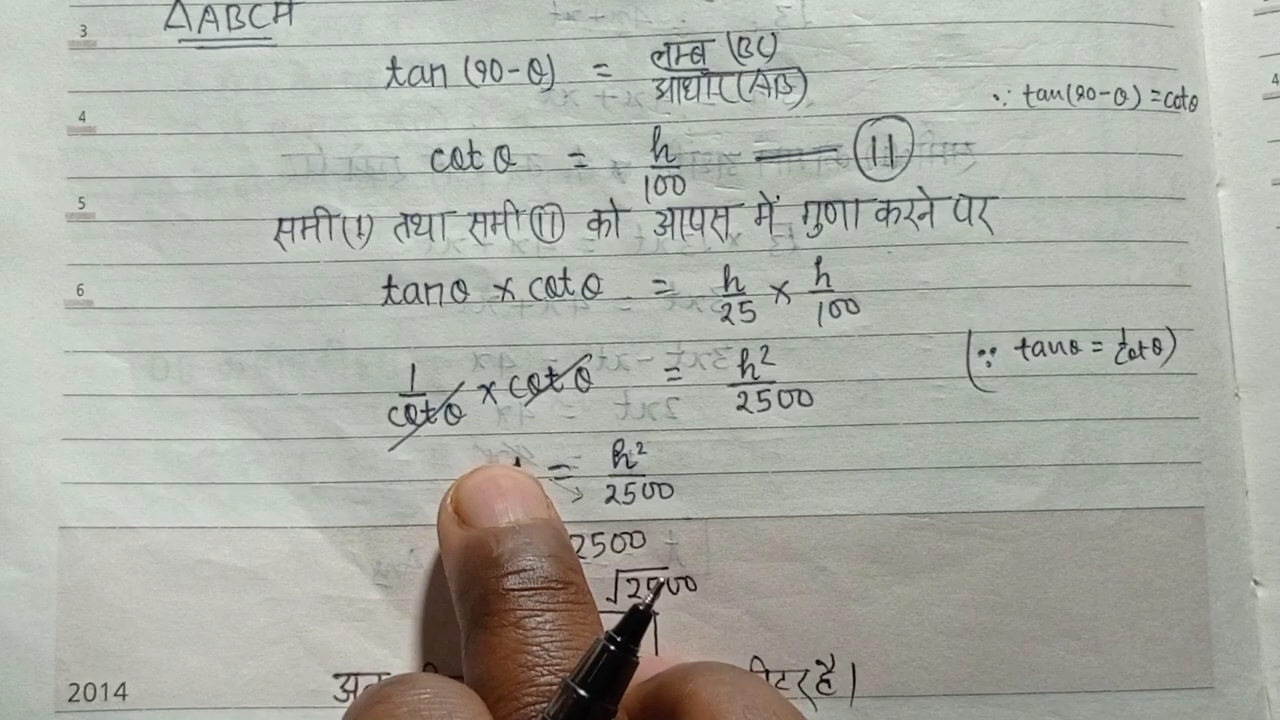 3
△ABC में
tan (90-θ) = लम्ब (BC) / आधार (AB)
∵ tan(90-θ) = cotθ
4
cotθ = h/100 —— (II)
5
समी(I) तथा समी(II) को आपस में गुणा करने पर
6
tanθ × cotθ = h/25 × h/100
1/cotθ × cotθ = h²/2500
(∵ tanθ = 1/cotθ)
= h²/2500
2500
√2500
2014
है।
4